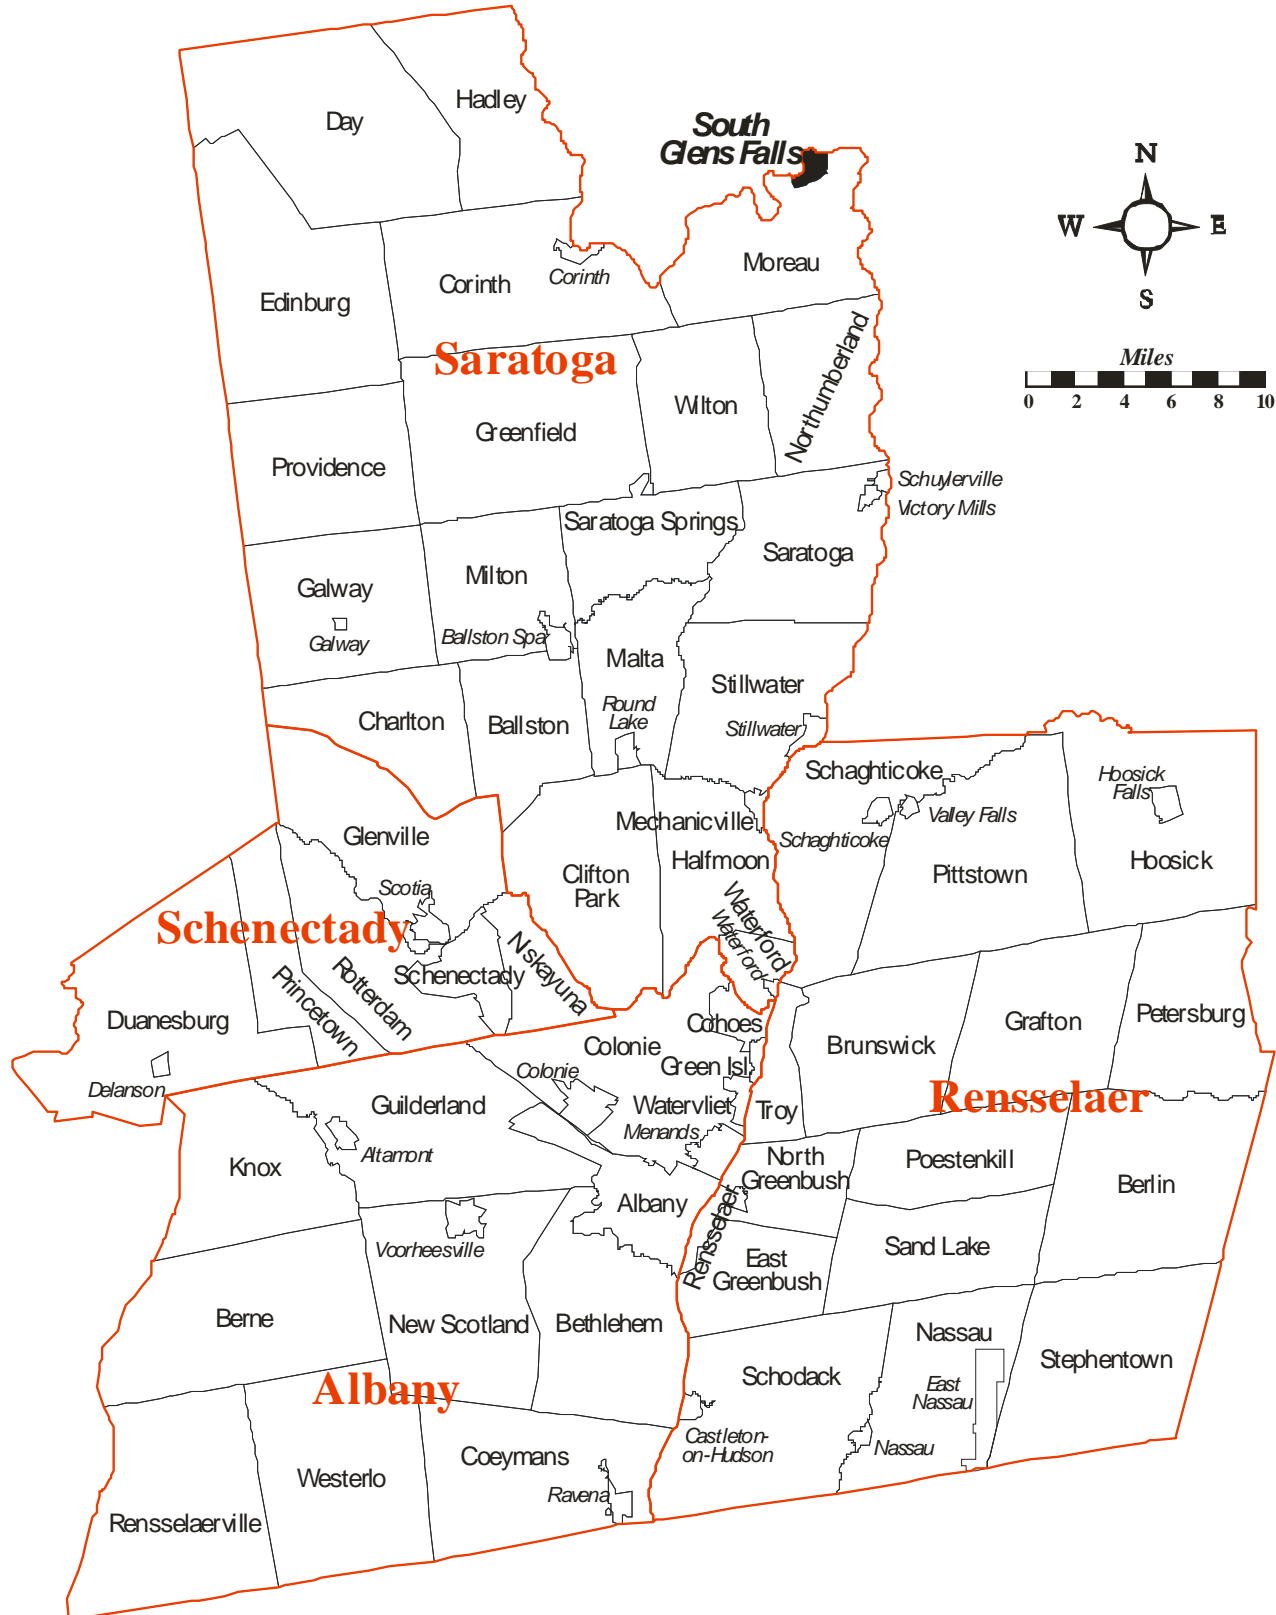 Hadley
Day
South
Glens Falls
N
W
E
S
Moreau
Corinth
Corinth
Edinburg
Northumberland
Saratoga
Miles
0 2 4 6 8 10
Wilton
Greenfield
Providence
Schuylerville
Victory Mills
Saratoga Springs
Saratoga
Milton
Galway
Galway
Ballston Spa
Malta
Stillwater
Round
Lake
Charlton
Ballston
Stillwater
Schaghticoke
Hoosick
Falls
Valley Falls
Mechanicville
Schaghticoke
Glenville
Halfmoon
Hoosick
Clifton
Park
Pittstown
Scotia
Waterford
Waterford
Schenectady
Niskayuna
Schenectady
Rotterdam
Princetown
Duanesburg
Cohoes
Petersburg
Grafton
Brunswick
Colonie
Green Isl.
Colonie
Delanson
Rensselaer
Guilderland
Watervliet
Troy
Menands
Altamont
North
Greenbush
Poestenkill
Knox
Berlin
Albany
Rensselaer
Voorheesville
Sand Lake
East
Greenbush
Berne
New Scotland
Bethlehem
Nassau
Stephentown
Schodack
Albany
East
Nassau
Castleton-
on-Hudson
Nassau
Coeymans
Westerlo
Ravena
Rensselaerville